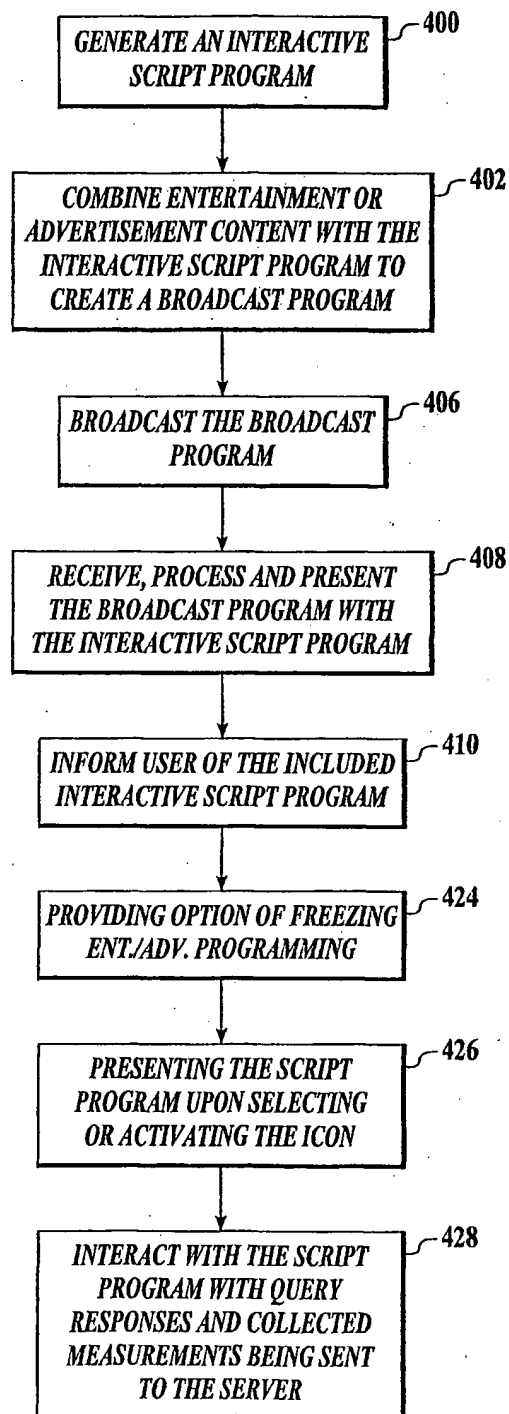 400
GENERATE AN INTERACTIVE
SCRIPT PROGRAM
402
COMBINE ENTERTAINMENT OR
ADVERTISEMENT CONTENT WITH THE
INTERACTIVE SCRIPT PROGRAM TO
CREATE A BROADCAST PROGRAM
406
BROADCAST THE BROADCAST
PROGRAM
408
RECEIVE, PROCESS AND PRESENT
THE BROADCAST PROGRAM WITH
THE INTERACTIVE SCRIPT PROGRAM
410
INFORM USER OF THE INCLUDED
INTERACTIVE SCRIPT PROGRAM
424
PROVIDING OPTION OF FREEZING
ENT./ADV. PROGRAMMING
426
PRESENTING THE SCRIPT
PROGRAM UPON SELECTING
OR ACTIVATING THE ICON
428
INTERACT WITH THE SCRIPT
PROGRAM WITH QUERY
RESPONSES AND COLLECTED
MEASUREMENTS BEING SENT
TO THE SERVER